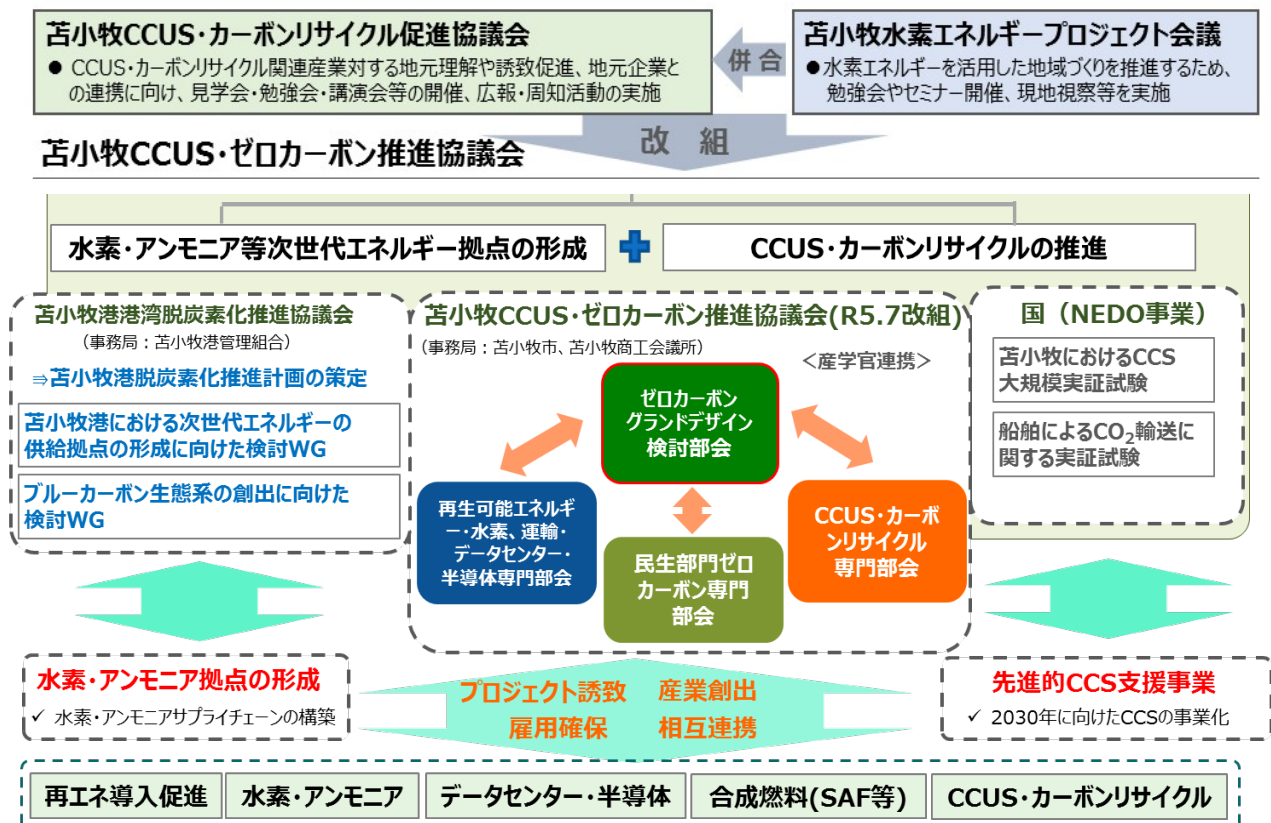 苫小牧CCUS・カーボンリサイクル促進協議会
● CCUS・カーボンリサイクル関連産業対する地元理解や誘致促進、地元企業と
の連携に向け、見学会・勉強会・講演会等の開催、広報・周知活動の実施
併合
苫小牧水素エネルギープロジェクト会議
●水素エネルギーを活用した地域づくりを推進するため、
勉強会やセミナー開催、現地視察等を実施
改 組
苫小牧CCUS・ゼロカーボン推進協議会
水素・アンモニア等次世代エネルギー拠点の形成
CCUS・カーボンリサイクルの推進
苫小牧港港湾脱炭素化推進協議会
（事務局：苫小牧港管理組合）
⇒苫小牧港脱炭素化推進計画の策定
苫小牧港における次世代エネルギーの
供給拠点の形成に向けた検討WG
ブルーカーボン生態系の創出に向けた
検討WG
苫小牧CCUS・ゼロカーボン推進協議会(R5.7改組)
（事務局：苫小牧市、苫小牧商工会議所）
＜産学官連携＞
ゼロカーボン
グランドデザイン
検討部会
再生可能エネルギ
ー・水素、運輸・
データセンター・
半導体専門部会
民生部門ゼロ
カーボン専門
部会
CCUS・カーボ
ンリサイクル
専門部会
国（NEDO事業）
苫小牧におけるCCS
大規模実証試験
船舶によるCO₂輸送に
関する実証試験
水素・アンモニア拠点の形成
✓ 水素・アンモニアサプライチェーンの構築
プロジェクト誘致 産業創出
雇用確保 相互連携
先進的CCS支援事業
✓ 2030年に向けたCCSの事業化
再エネ導入促進
水素・アンモニア
データセンター・半導体
合成燃料(SAF等)
CCUS・カーボンリサイクル